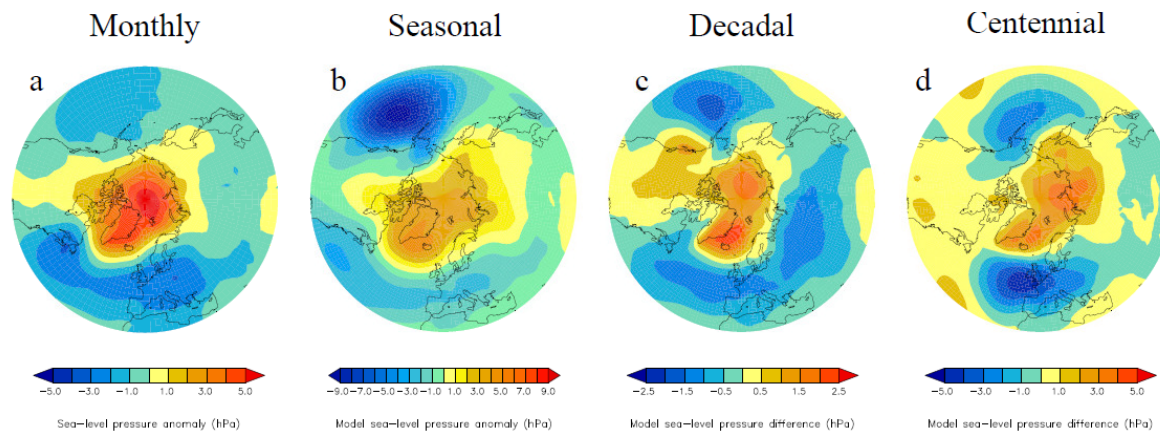 Monthly Seasonal Decadal Centennial
a b c d
−5.0 −3.0 −1.0 1.0 3.0 5.0 −9.0 −7.0 −5.0 −3.0 −1.0 1.0 3.0 5.0 7.0 9.0 −2.5 −1.5 −0.5 0.5 1.5 2.5 −5.0 −3.0 −1.0 1.0 3.0 5.0
Sea−level pressure anomaly (hPa) Model sea−level pressure anomaly (hPa) Model sea−level pressure difference (hPa) Model sea−level pressure difference (hPa)